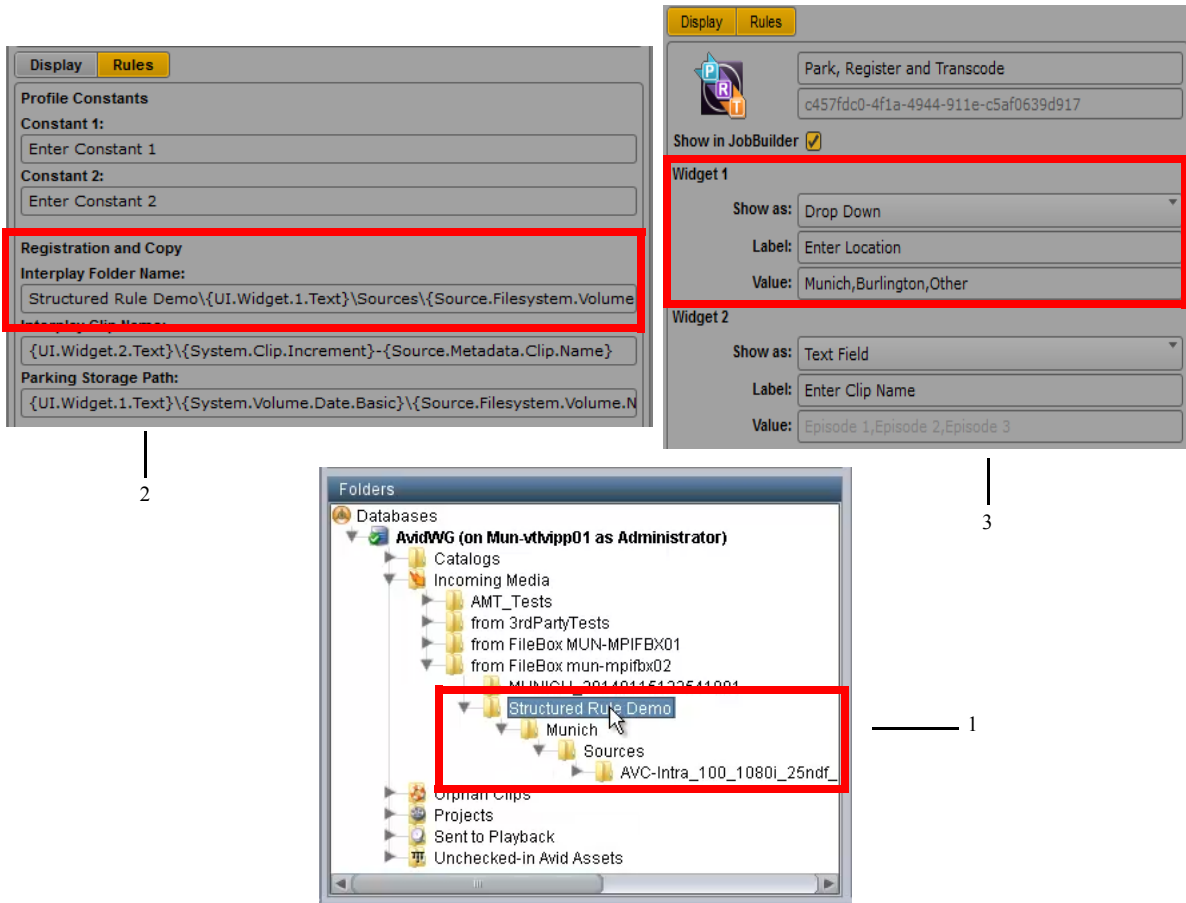 Display Rules
Profile Constants
Constant 1:
Enter Constant 1
Constant 2:
Enter Constant 2
Registration and Copy
Interplay Folder Name:
Structured Rule Demo\{UI.Widget.1.Text}\Sources\{Source.Filesystem.Volume
Interplay Clip Name:
{UI.Widget.2.Text}\{System.Clip.Increment}-{Source.Metadata.Clip.Name}
Parking Storage Path:
{UI.Widget.1.Text}\{System.Volume.Date.Basic}\{Source.Filesystem.Volume.N
2
Display Rules
P R T
Park, Register and Transcode
c457fdc0-4f1a-4944-911e-c5af0639d917
Show in JobBuilder
Widget 1
Show as: Drop Down
Label: Enter Location
Value: Munich,Burlington,Other
Widget 2
Show as: Text Field
Label: Enter Clip Name
Value: Episode 1,Episode 2,Episode 3
3
Folders
Databases
AvidWG (on Mun-vtlvipp01 as Administrator)
Catalogs
Incoming Media
AMT_Tests
from 3rdPartyTests
from FileBox MUN-MPIFBX01
from FileBox mun-mpifbx02
Structured Rule Demo
Munich
Sources
AVC-Intra_100_1080i_25ndf_
Orphan Clips
Projects
Sent to Playback
Unchecked-in Avid Assets
1